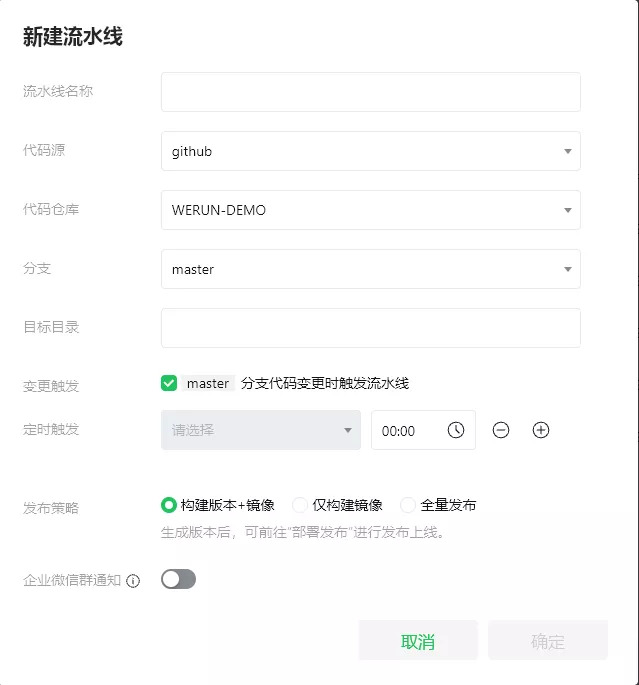 新建流水线
流水线名称
代码源 github
代码仓库 WERUN-DEMO
分支 master
目标目录
变更触发 master 分支代码变更时触发流水线
定时触发 请选择 00:00
发布策略 构建版本+镜像 仅构建镜像 全量发布
生成版本后，可前往“部署发布”进行发布上线。
企业微信群通知
取消 确定